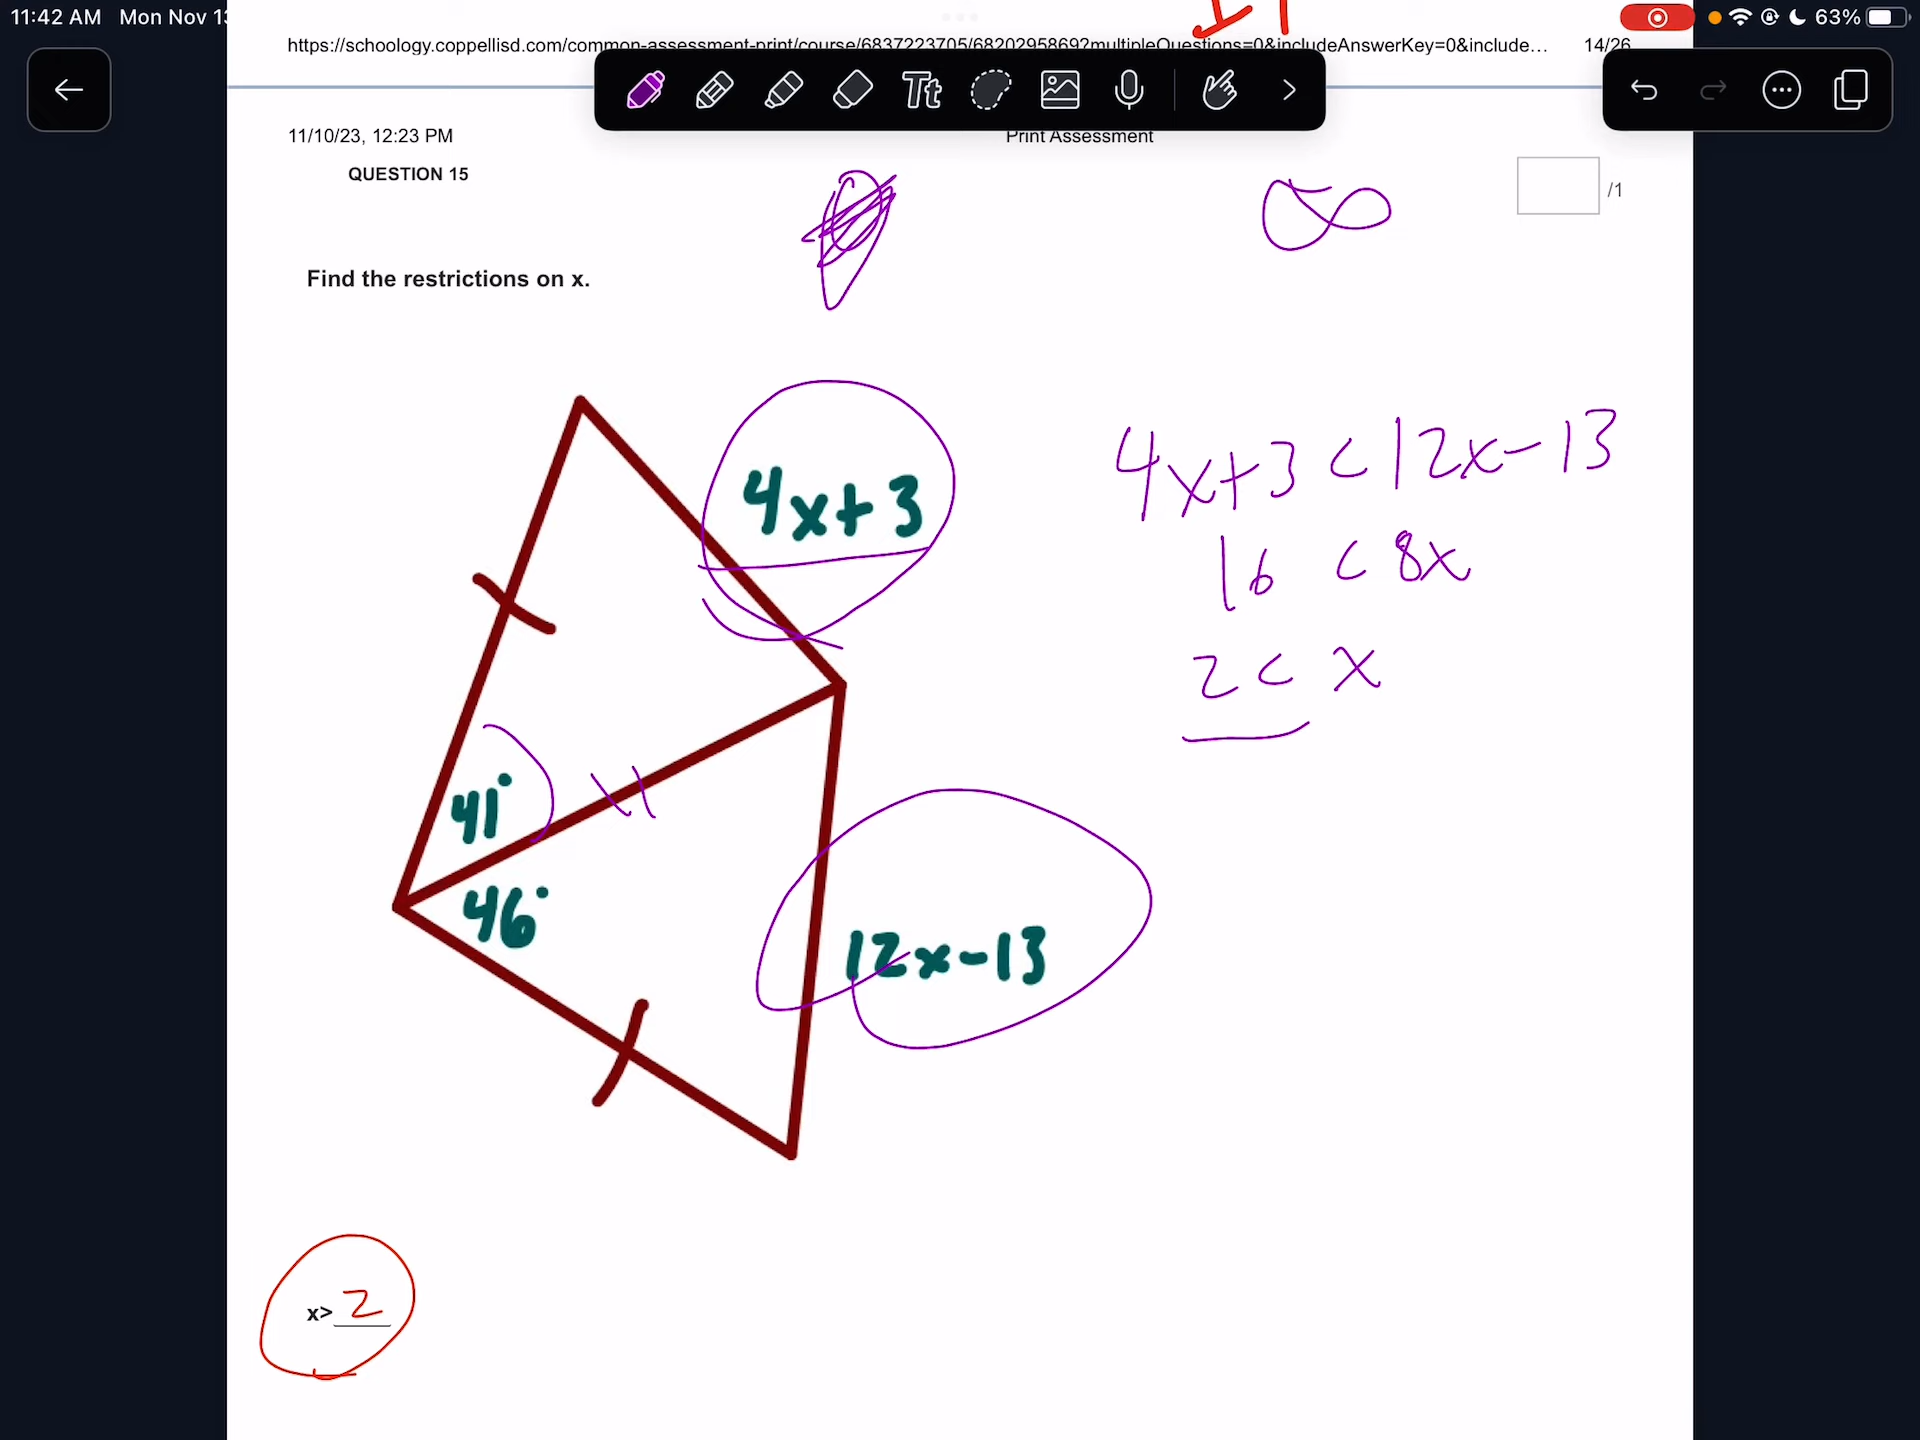 11:42 AM Mon Nov 13
63%
https://schoology.coppellisd.com/common-assessment-print/course/6837223705/6820295869?multipleQuestions=0&includeAnswerKey=0&include… 14/26
Tt
11/10/23, 12:23 PM Print Assessment
QUESTION 15
/1
Find the restrictions on x.
4x+3
4x+3 < 12x-13
16 < 8x
2 < x
41°
46°
12x-13
x> 2